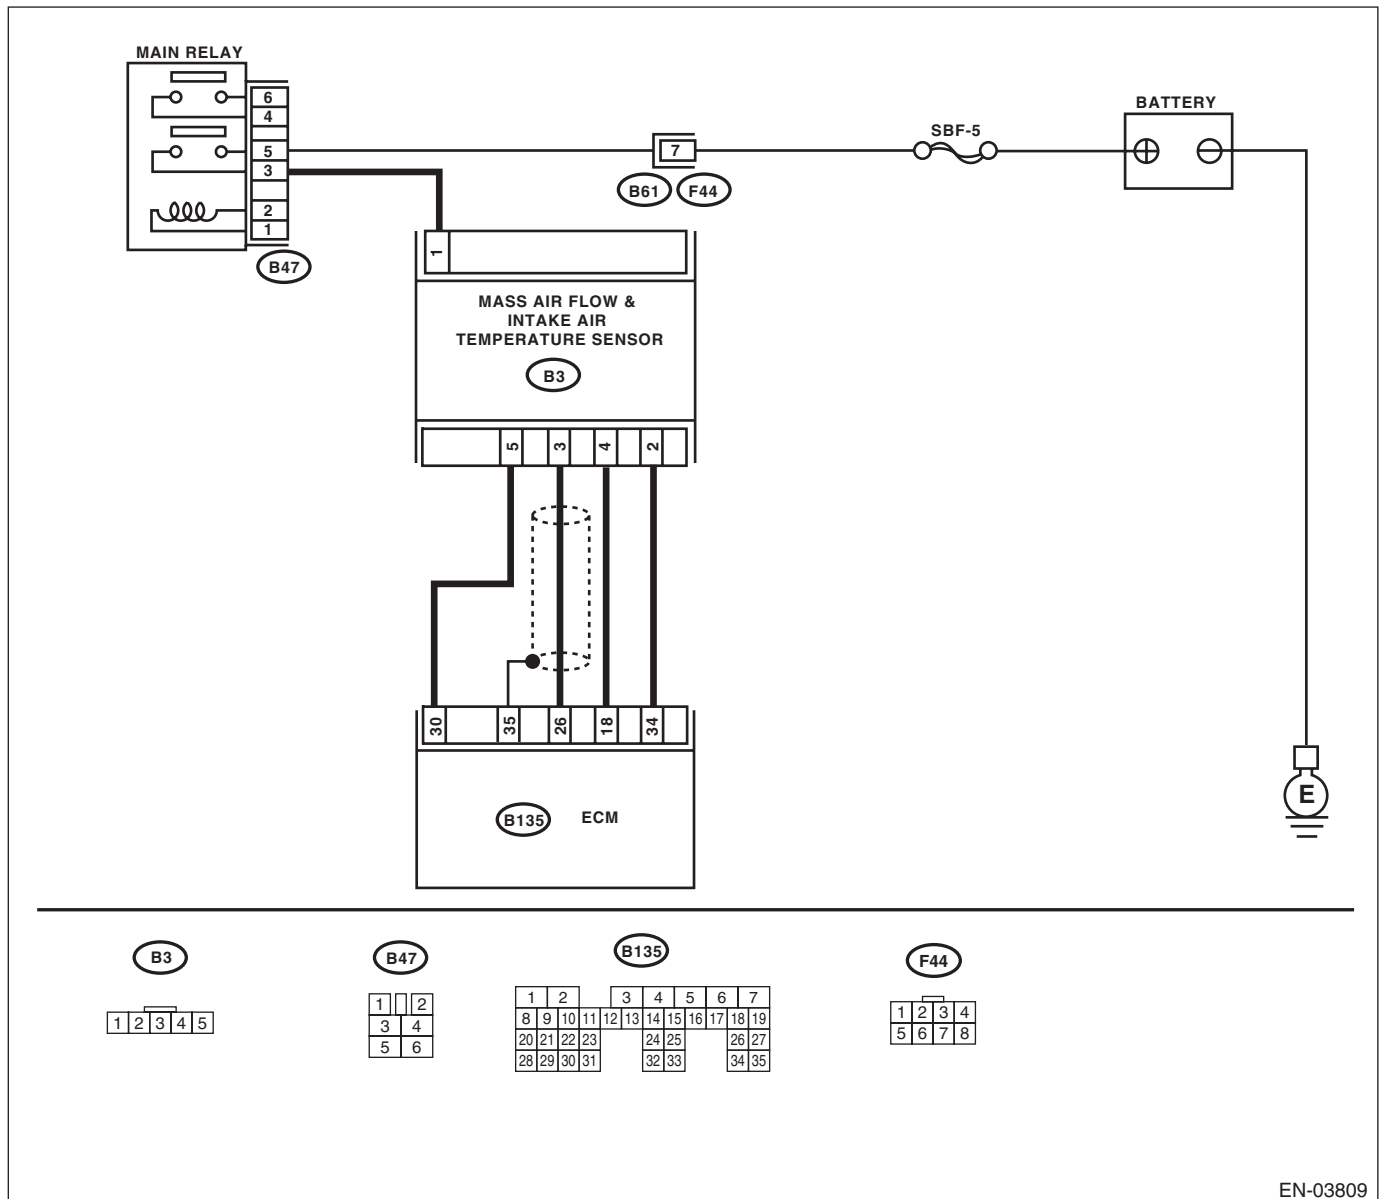 MAIN RELAY
6
4
5
3
2
1
B47
7
B61 F44
SBF-5
BATTERY
1
MASS AIR FLOW &
INTAKE AIR
TEMPERATURE SENSOR
B3
5 3 4 2
30 35 26 18 34
B135 ECM
E
B3
1 2 3 4 5
B47
1 2
3 4
5 6
B135
1 2 3 4 5 6 7
8 9 10 11 12 13 14 15 16 17 18 19
20 21 22 23 24 25 26 27
28 29 30 31 32 33 34 35
F44
1 2 3 4
5 6 7 8
EN-03809